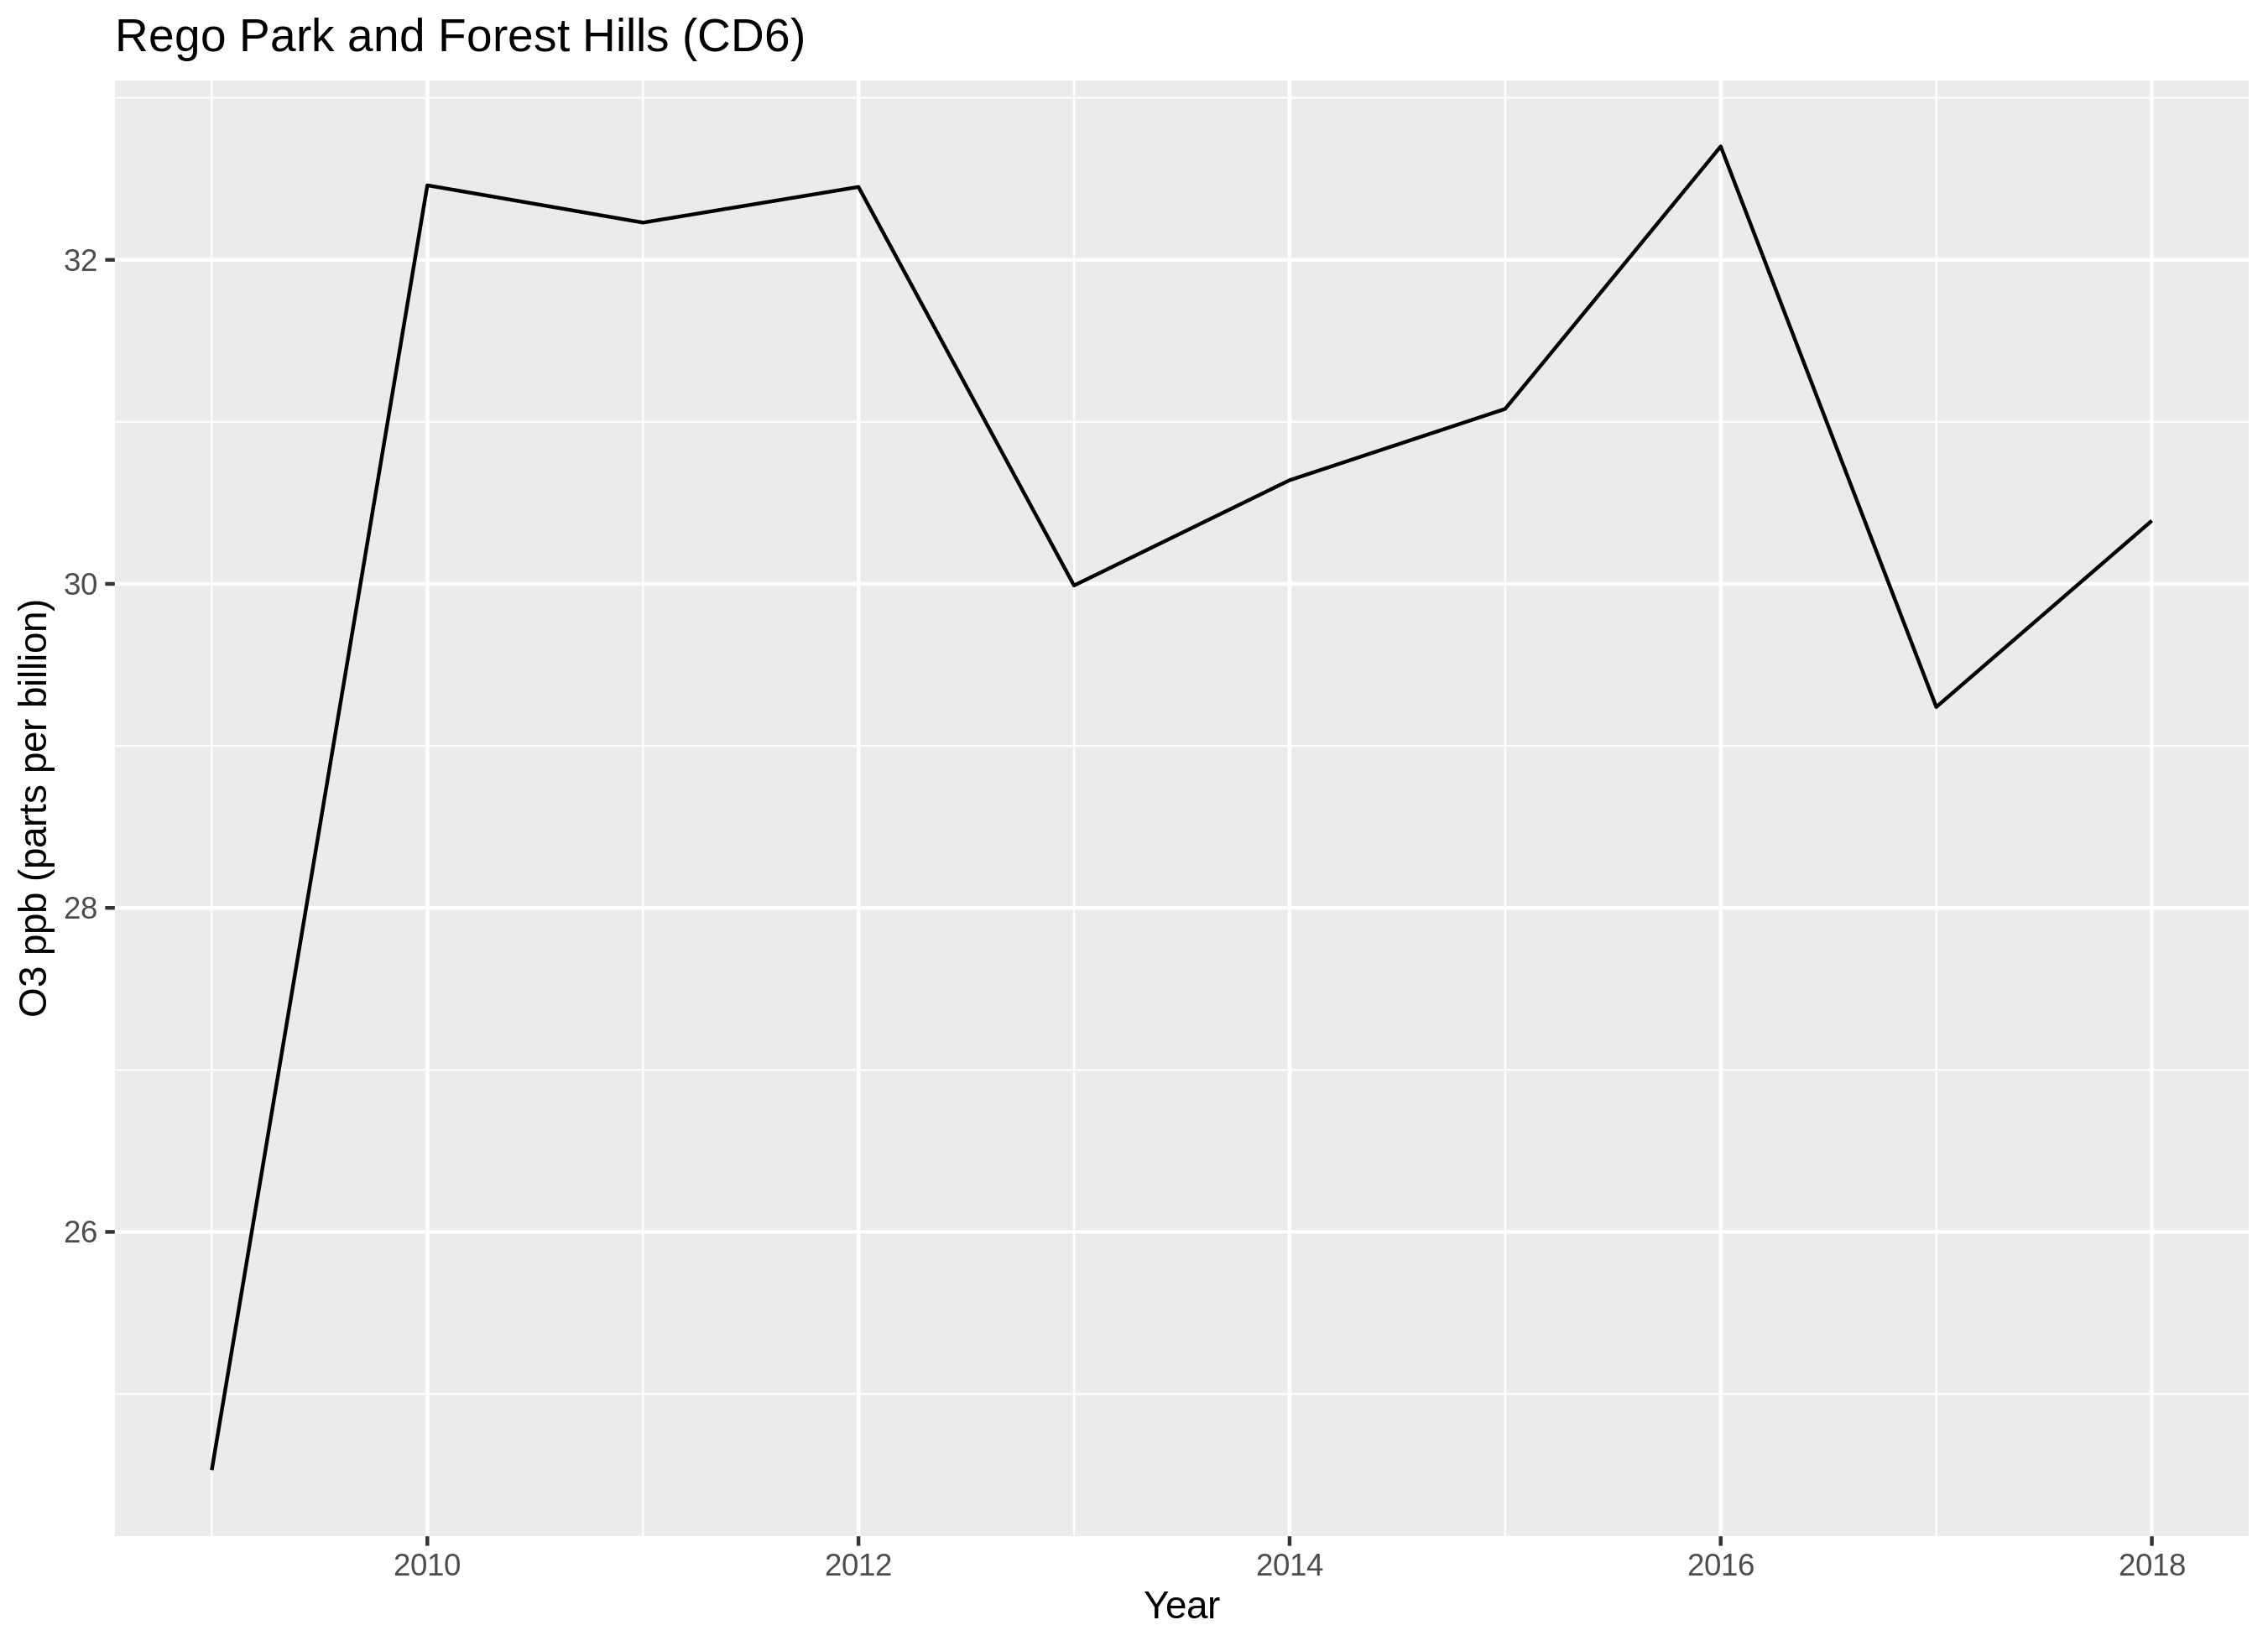 Rego Park and Forest Hills (CD6)
O3 ppb (parts per billion)
32
30
28
26
2010 2012 2014 2016 2018
Year